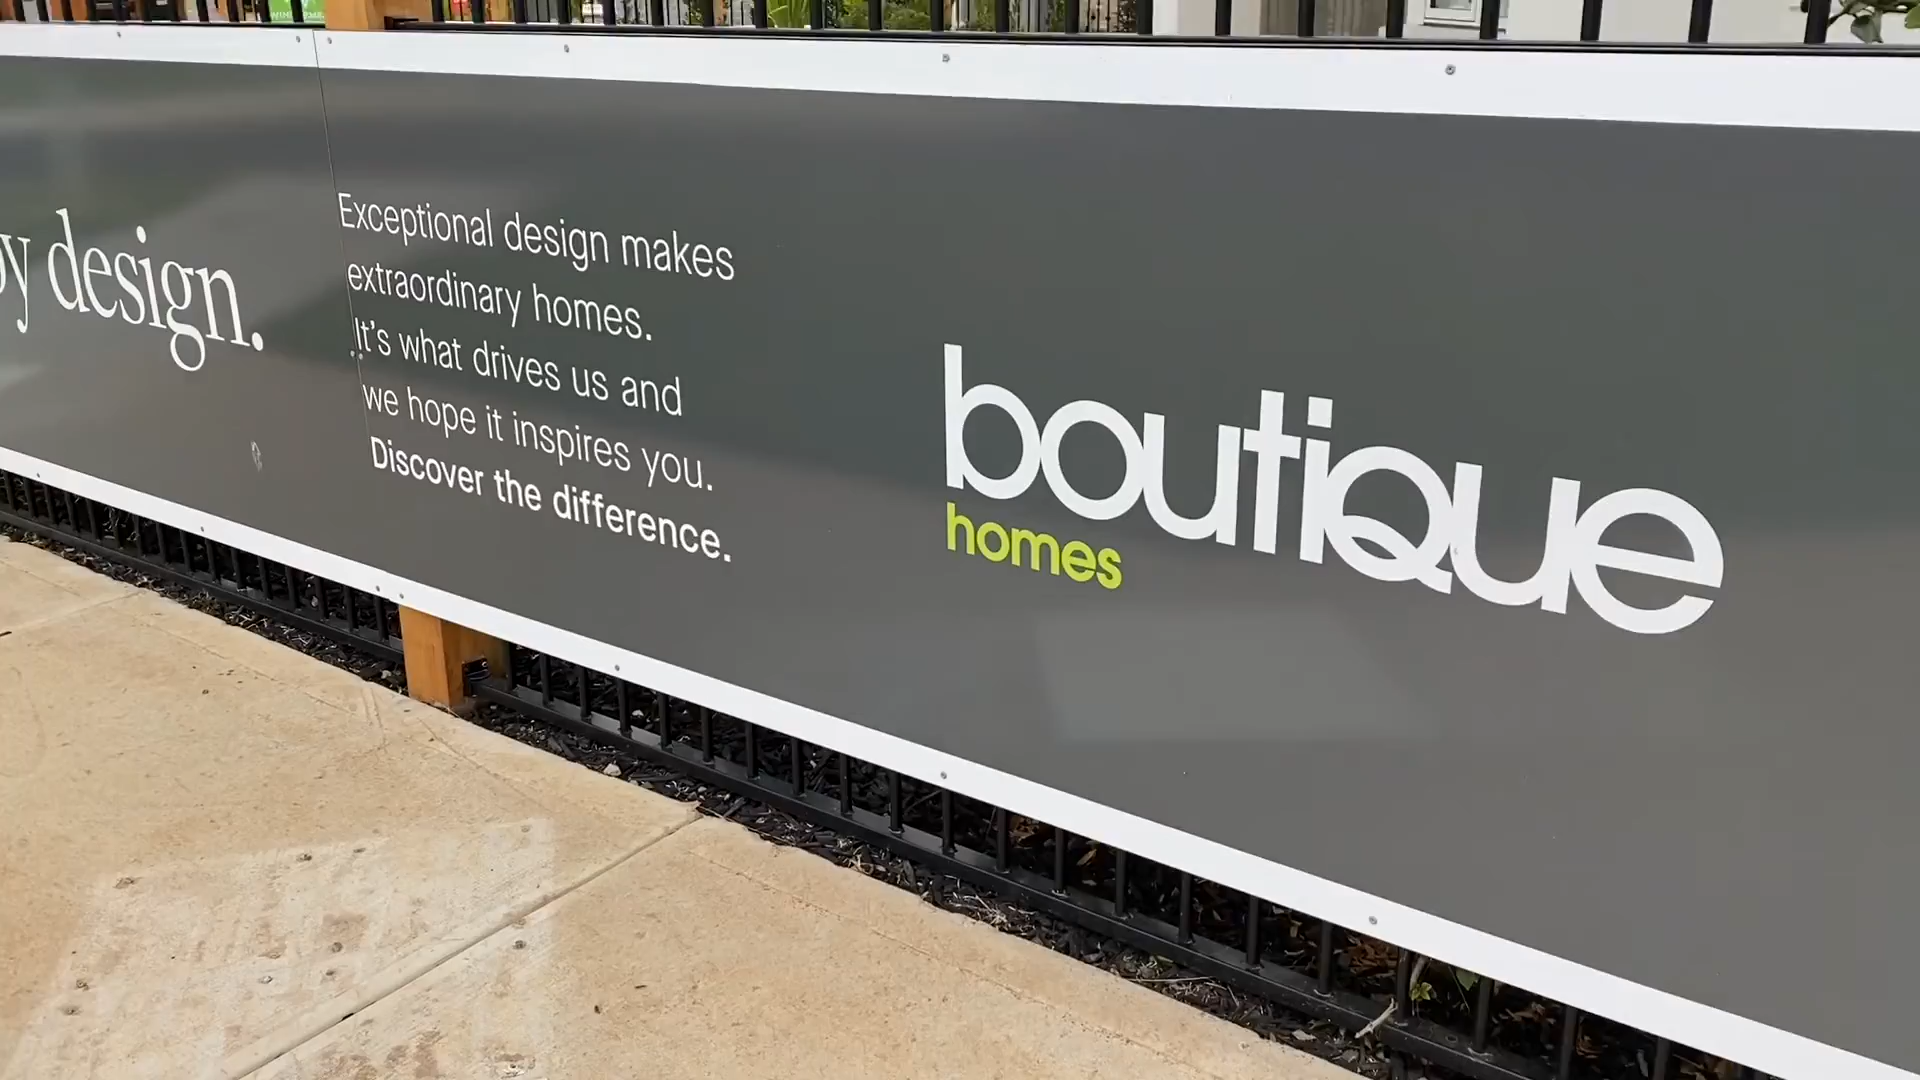 by design.
Exceptional design makes
extraordinary homes.
It's what drives us and
we hope it inspires you.
Discover the difference.
boutique
homes